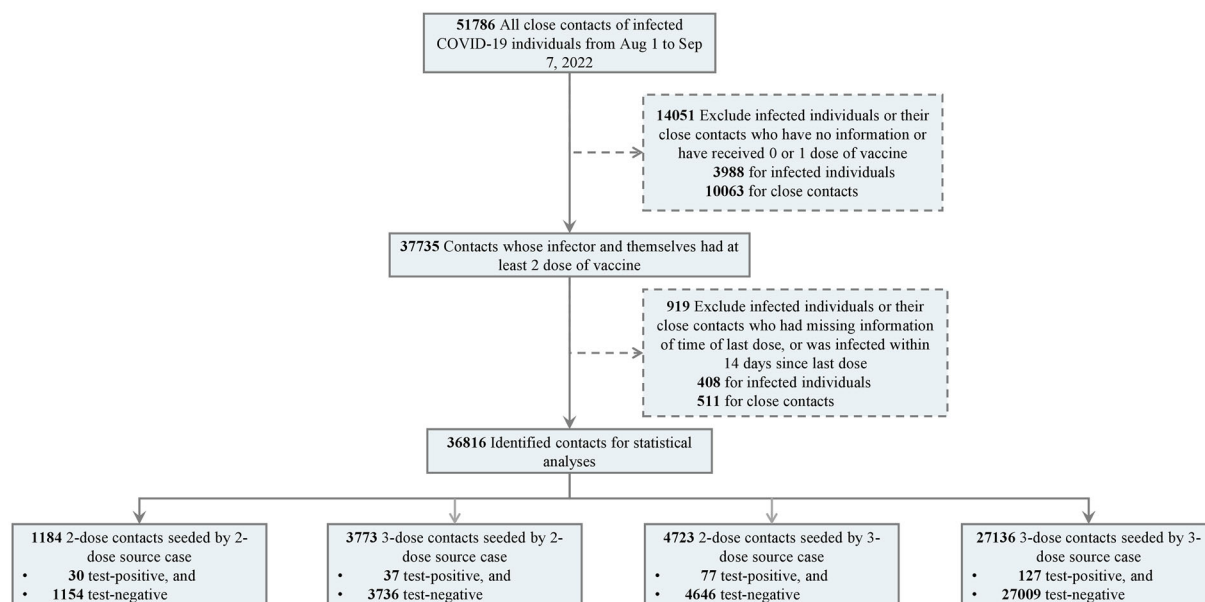 51786 All close contacts of infected
COVID-19 individuals from Aug 1 to Sep
7, 2022
14051 Exclude infected individuals or their
close contacts who have no information or
have received 0 or 1 dose of vaccine
3988 for infected individuals
10063 for close contacts
37735 Contacts whose infector and themselves had at
least 2 dose of vaccine
919 Exclude infected individuals or their
close contacts who had missing information
of time of last dose, or was infected within
14 days since last dose
408 for infected individuals
511 for close contacts
36816 Identified contacts for statistical
analyses
1184 2-dose contacts seeded by 2-
dose source case
• 30 test-positive, and
• 1154 test-negative
3773 3-dose contacts seeded by 2-
dose source case
• 37 test-positive, and
• 3736 test-negative
4723 2-dose contacts seeded by 3-
dose source case
• 77 test-positive, and
• 4646 test-negative
27136 3-dose contacts seeded by 3-
dose source case
• 127 test-positive, and
• 27009 test-negative